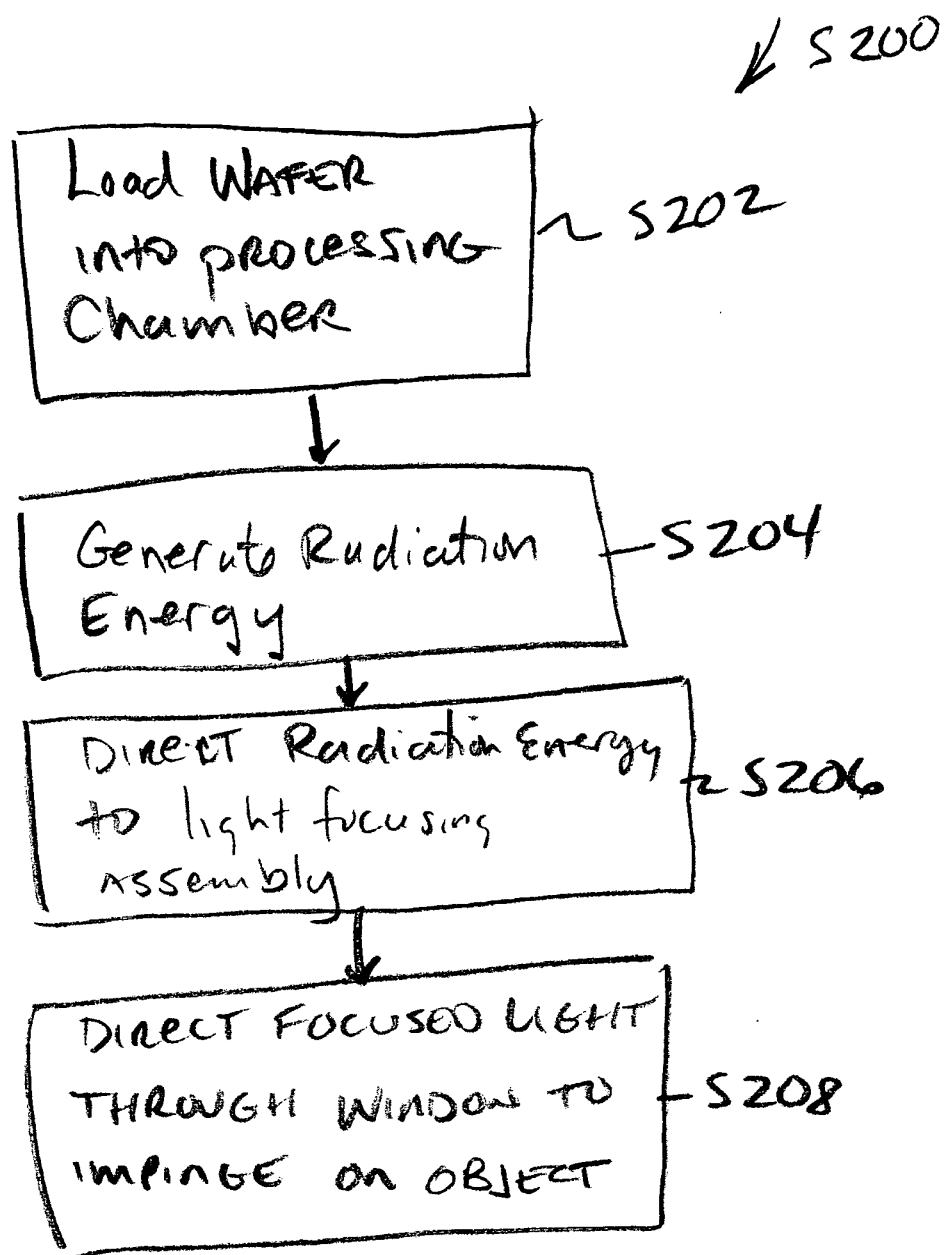 S200
Load WAFER
into processing
Chamber
S202
Generate Radiation
Energy
S204
DIRECT Radiation Energy
to light focusing
Assembly
S206
DIRECT FOCUSED LIGHT
THROUGH WINDOW TO
IMPINGE ON OBJECT
S208